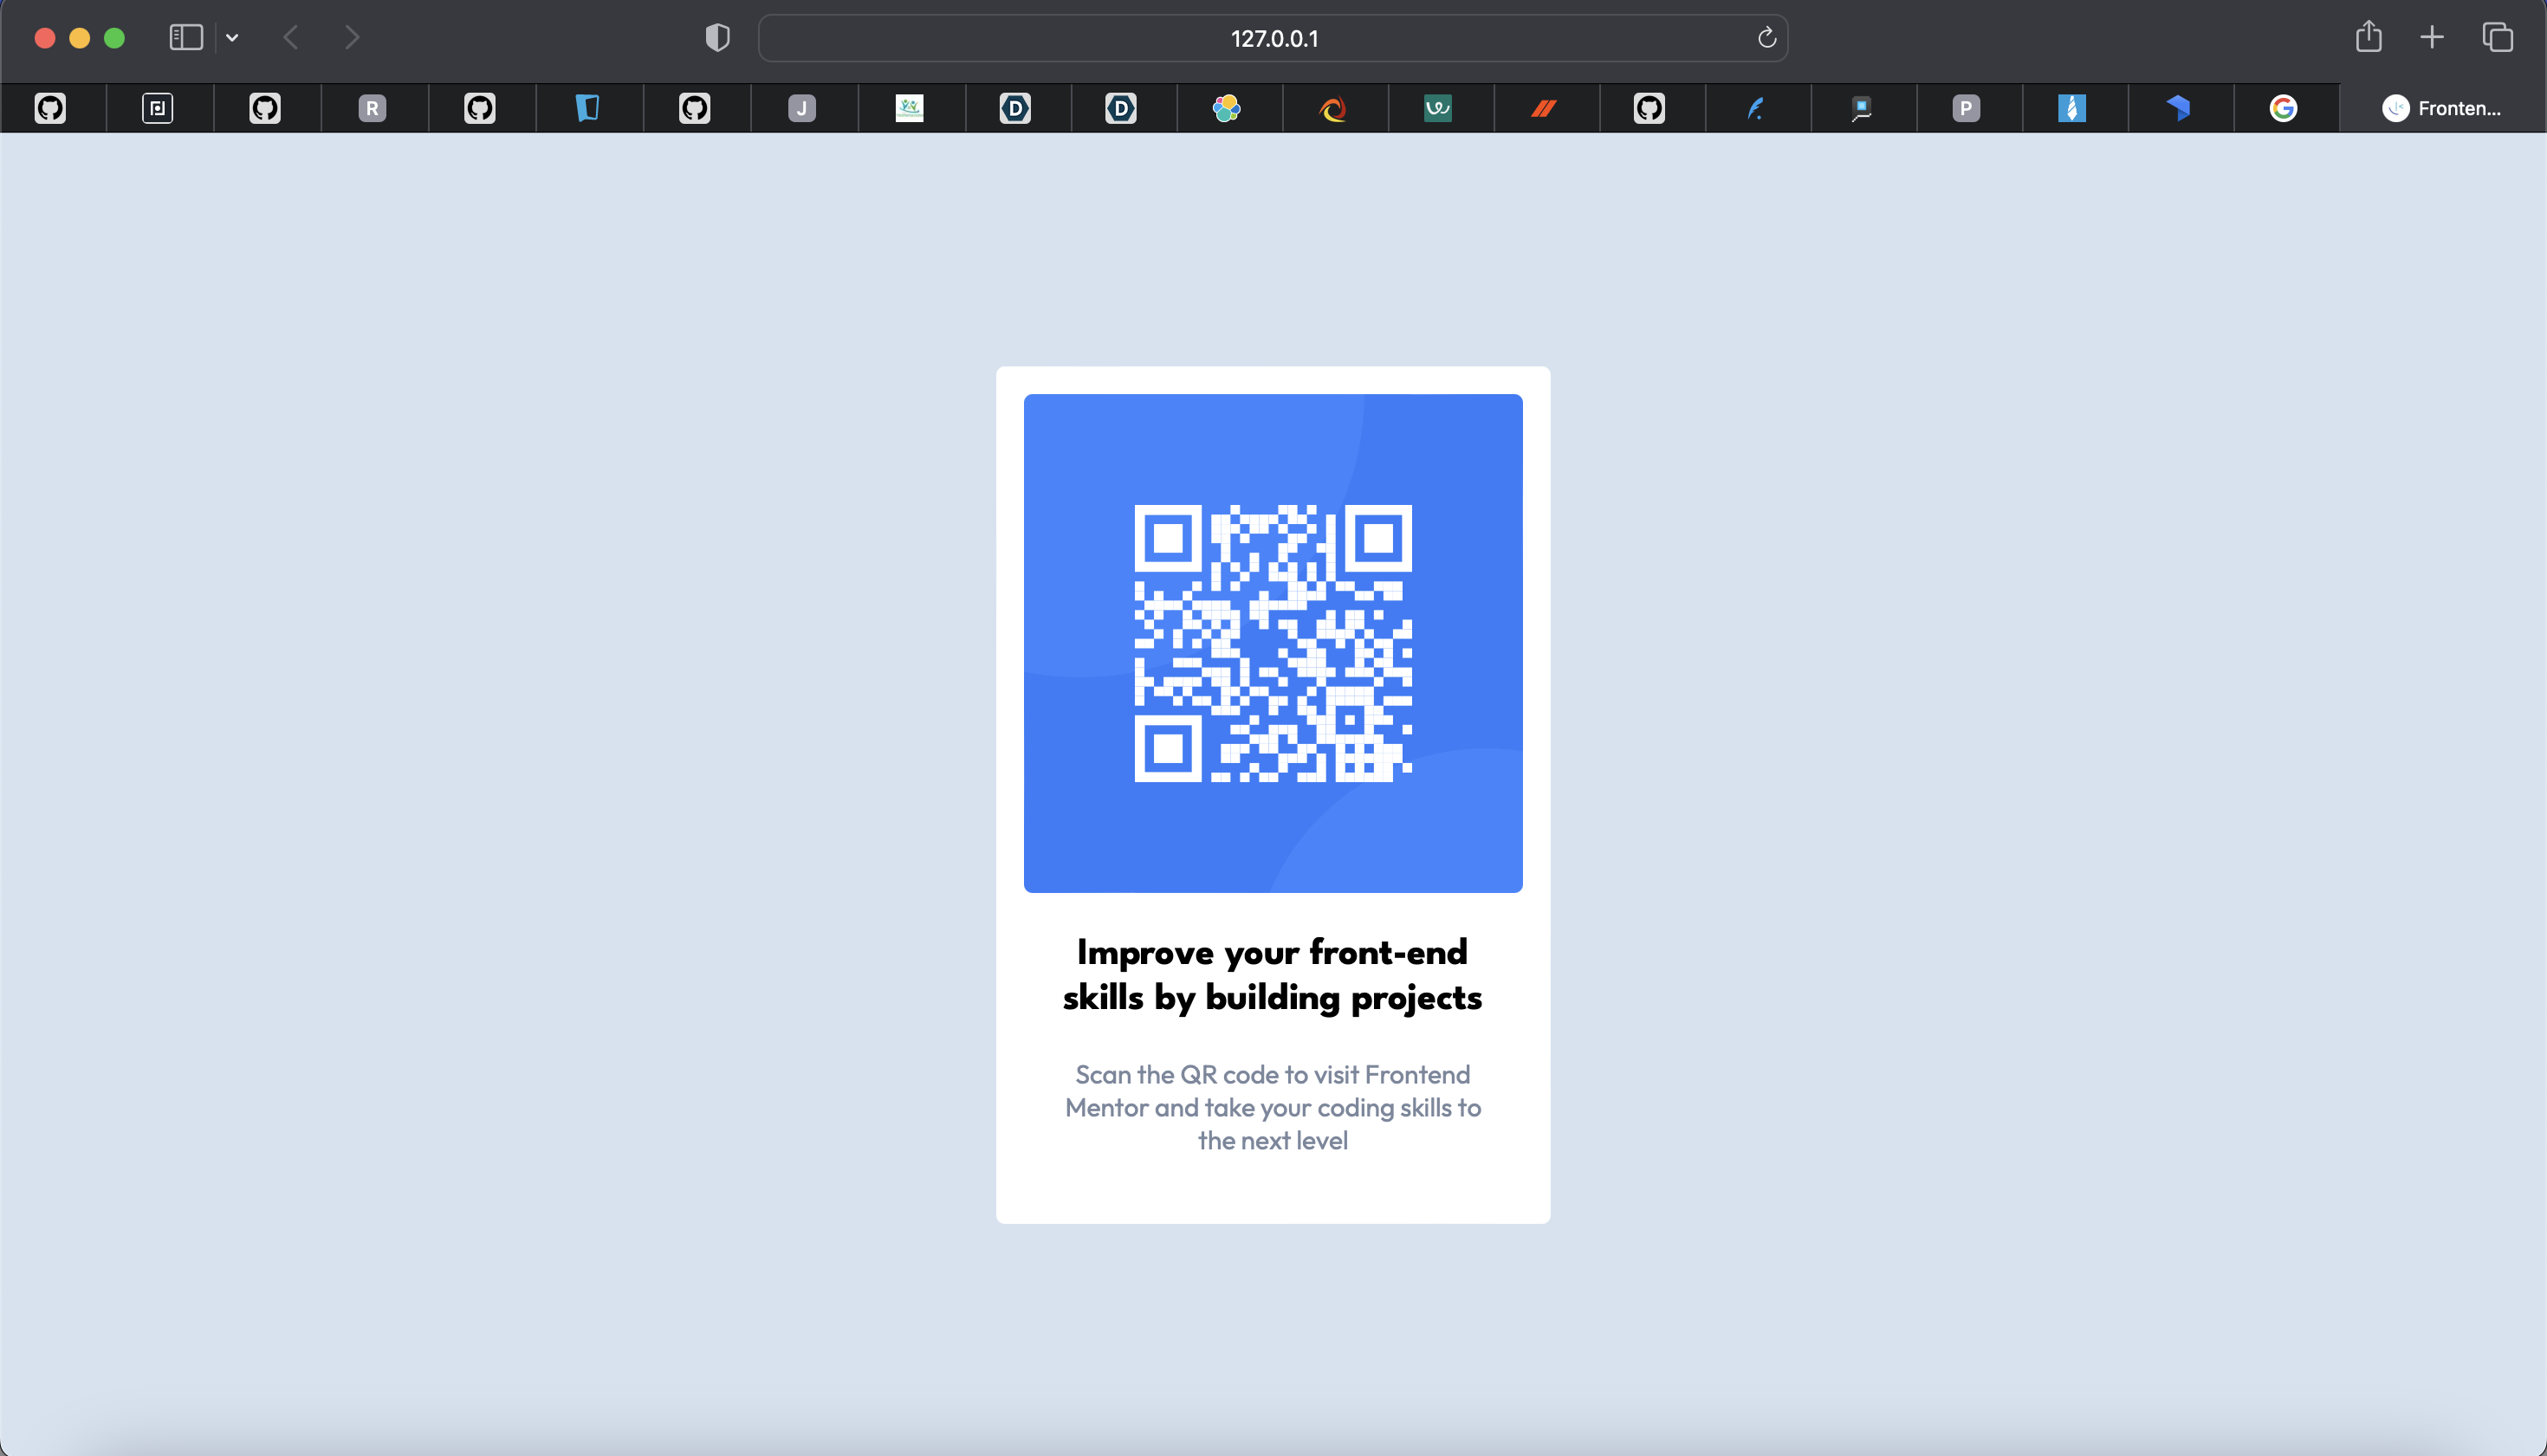 127.0.0.1
R
J
D
D
P
G
Fronten...
Improve your front-end
skills by building projects
Scan the QR code to visit Frontend
Mentor and take your coding skills to
the next level